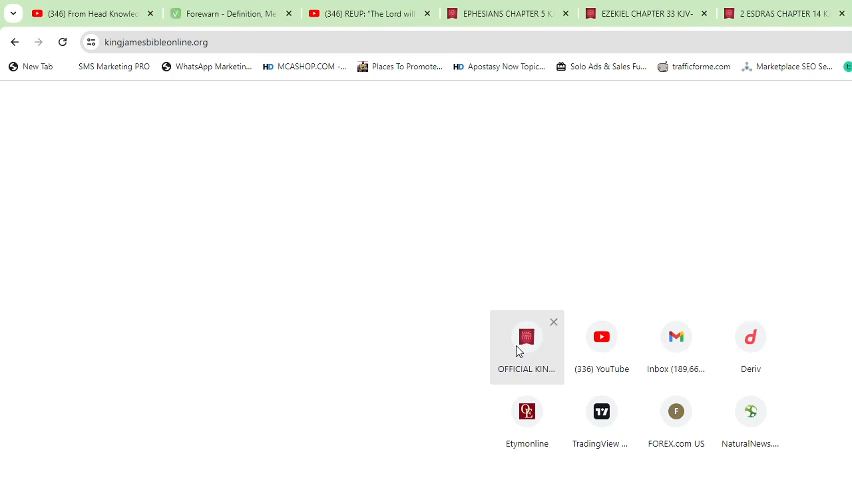 (346) From Head Knowlec
Forewarn - Definition, Me
(346) REUP: "The Lord will
EPHESIANS CHAPTER 5 K
EZEKIEL CHAPTER 33 KJV-
2 ESDRAS CHAPTER 14 K
kingjamesbibleonline.org
New Tab
SMS Marketing PRO
WhatsApp Marketin...
HD MCASHOP.COM -...
Places To Promote...
HD Apostasy Now Topic...
Solo Ads & Sales Fu...
trafficforme.com
Marketplace SEO Se...
OFFICIAL KIN...
(336) YouTube
Inbox (189,66...
Deriv
Etymonline
TradingView ...
FOREX.com US
NaturalNews....